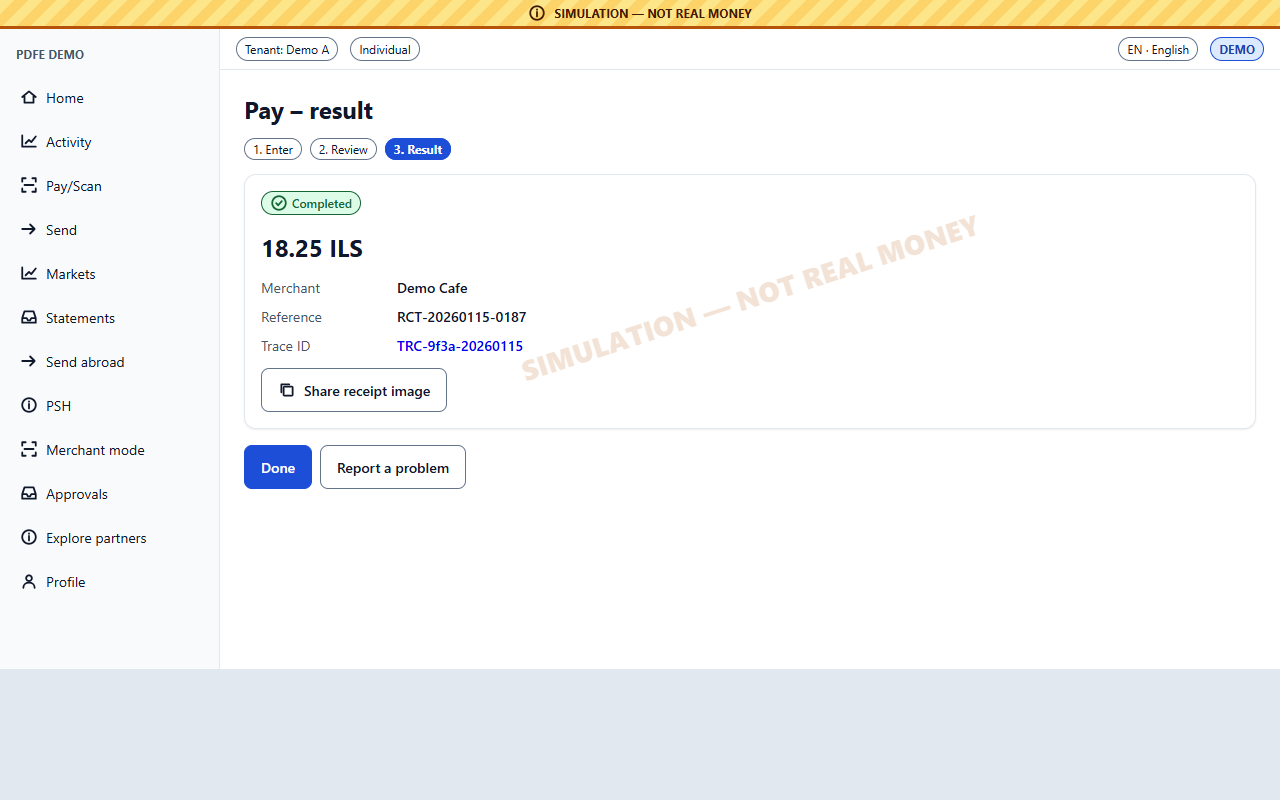 SIMULATION — NOT REAL MONEY
PDFE DEMO
Tenant: Demo A
Individual
EN · English
DEMO
Home
Activity
Pay/Scan
Send
Markets
Statements
Send abroad
PSH
Merchant mode
Approvals
Explore partners
Profile
Pay – result
1. Enter
2. Review
3. Result
Completed
18.25 ILS
Merchant Demo Cafe
Reference RCT-20260115-0187
Trace ID TRC-9f3a-20260115
SIMULATION — NOT REAL MONEY
Share receipt image
Done
Report a problem